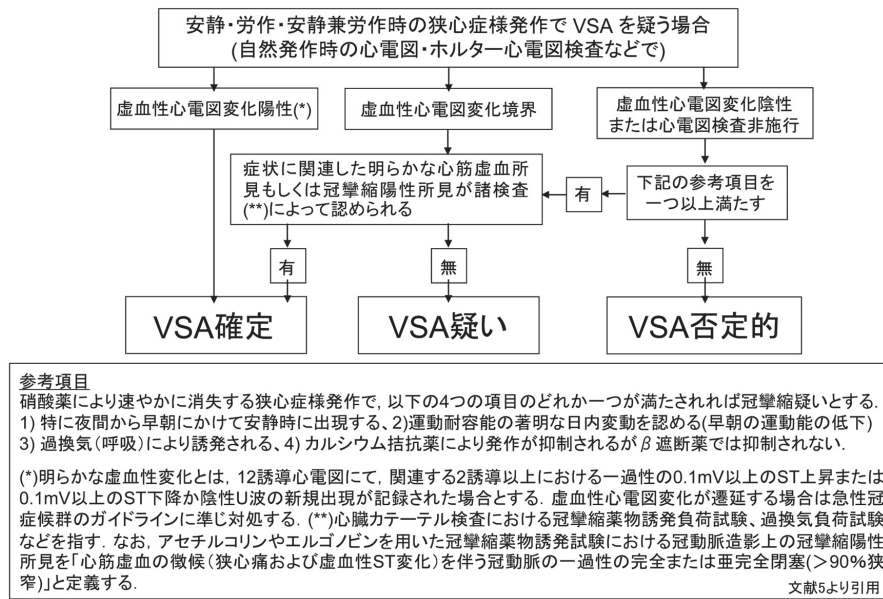 安静・労作・安静兼労作時の狭心症様発作で VSA を疑う場合
(自然発作時の心電図・ホルター心電図検査などで)
虚血性心電図変化陽性(*)
虚血性心電図変化境界
虚血性心電図変化陰性
または心電図検査非施行
症状に関連した明らかな心筋虚血所
見もしくは冠攣縮陽性所見が諸検査
(**)によって認められる
有
下記の参考項目を
一つ以上満たす
有
無
無
VSA確定
VSA疑い
VSA否定的
参考項目
硝酸薬により速やかに消失する狭心症様発作で, 以下の4つの項目のどれか一つが満たされれば冠攣縮疑いとする.
1) 特に夜間から早朝にかけて安静時に出現する、2)運動耐容能の著明な日内変動を認める(早朝の運動能の低下)
3) 過換気(呼吸)により誘発される、4) カルシウム拮抗薬により発作が抑制されるがβ遮断薬では抑制されない.
(*)明らかな虚血性変化とは, 12誘導心電図にて, 関連する2誘導以上における一過性の0.1mV以上のST上昇または
0.1mV以上のST下降か陰性U波の新規出現が記録された場合とする. 虚血性心電図変化が遷延する場合は急性冠
症候群のガイドラインに準じ対処する. (**)心臓カテーテル検査における冠攣縮薬物誘発負荷試験、過換気負荷試験
などを指す. なお, アセチルコリンやエルゴノビンを用いた冠攣縮薬物誘発試験における冠動脈造影上の冠攣縮陽性
所見を「心筋虚血の徴候(狭心痛および虚血性ST変化)を伴う冠動脈の一過性の完全または亜完全閉塞(>90%狭
窄)」と定義する.
文献5より引用